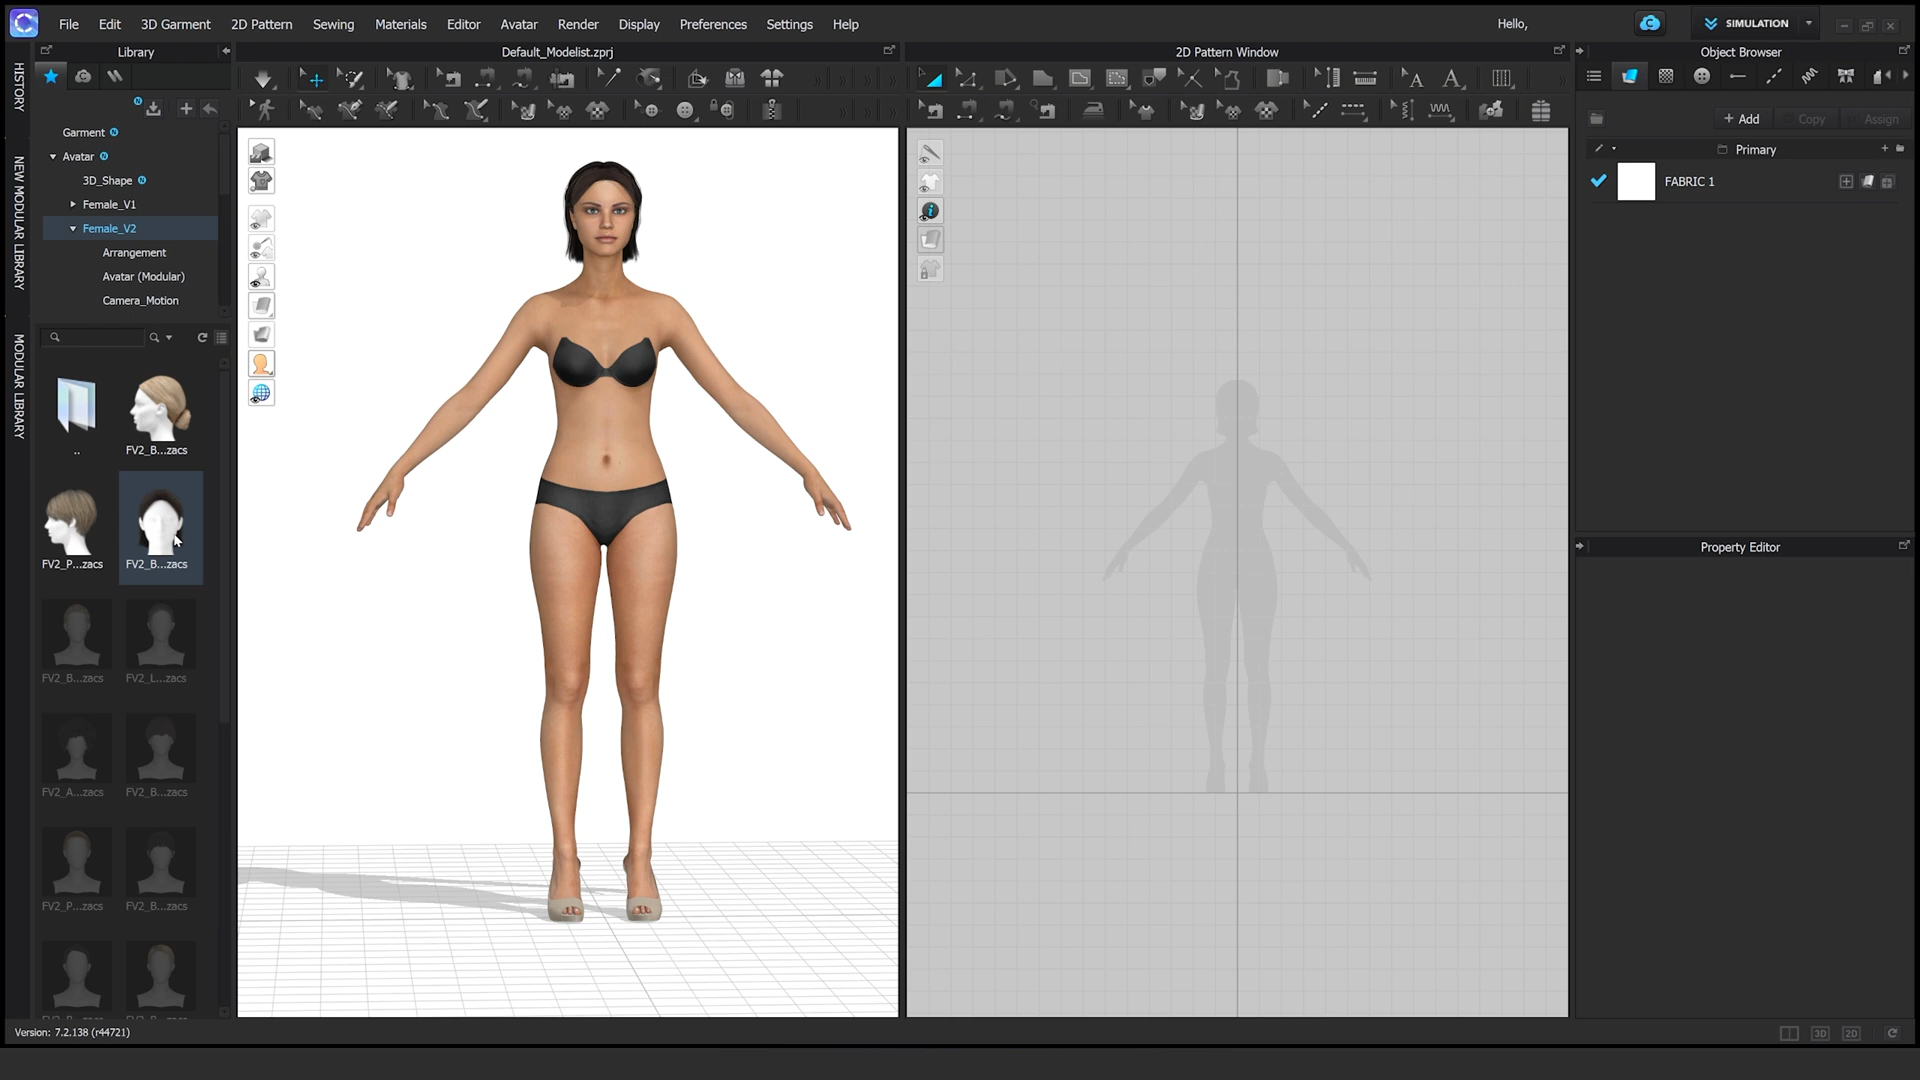 File Edit 3D Garment 2D Pattern Sewing Materials Editor Avatar Render Display Preferences Settings Help Hello, SIMULATION
Library Default_Modelist.zprj 2D Pattern Window Object Browser
HISTORY
NEW MODULAR LIBRARY
MODULAR LIBRARY
Garment N
Avatar N
3D_Shape N
Female_V1
Female_V2
Arrangement
Avatar (Modular)
Camera_Motion
..
FV2_B...zacs
FV2_P...zacs
FV2_B...zacs
FV2_B...zacs
FV2_L...zacs
FV2_A...zacs
FV2_B...zacs
FV2_P...zacs
FV2_B...zacs
+ Add Copy Assign
Primary
FABRIC 1
Property Editor
Version: 7.2.138 (r44721)
3D 2D